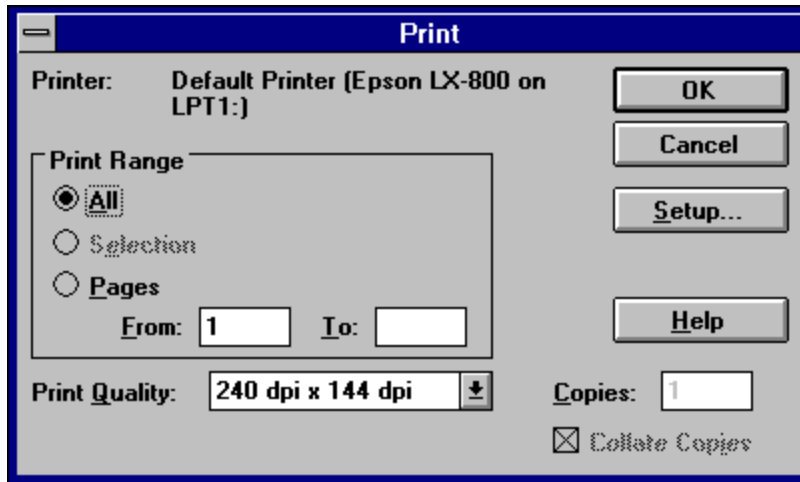 Print
Printer: Default Printer (Epson LX-800 on
LPT1:)
OK
Cancel
Print Range
All
Setup...
Selection
Pages
From: 1 To:
Help
Print Quality: 240 dpi x 144 dpi
Copies: 1
Collate Copies